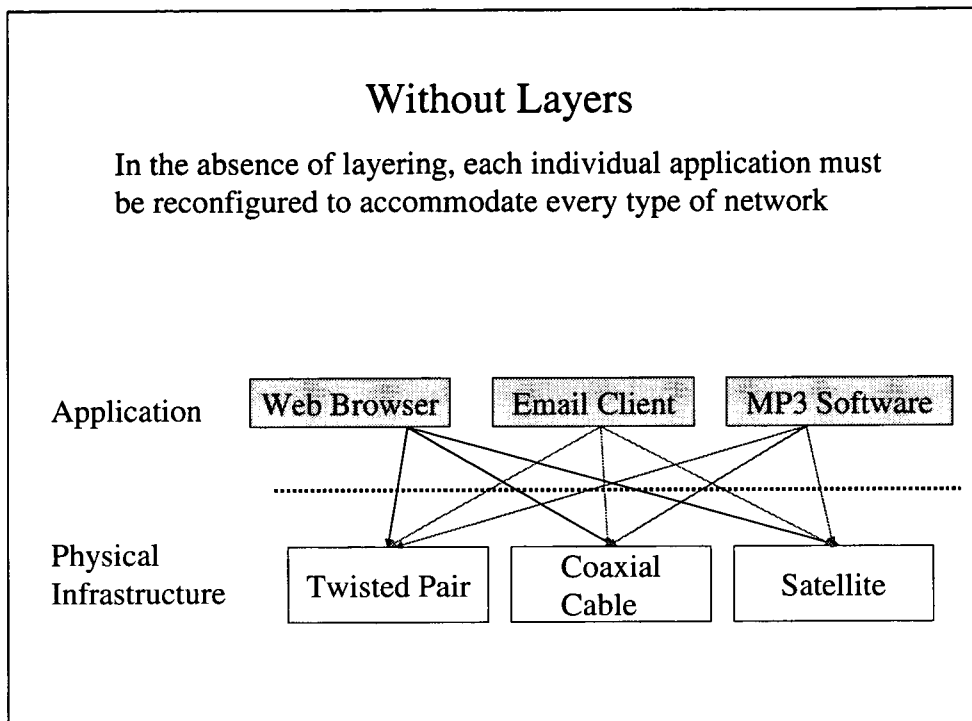 Without Layers
In the absence of layering, each individual application must
be reconfigured to accommodate every type of network
Application
Web Browser
Email Client
MP3 Software
Physical
Infrastructure
Twisted Pair
Coaxial
Cable
Satellite